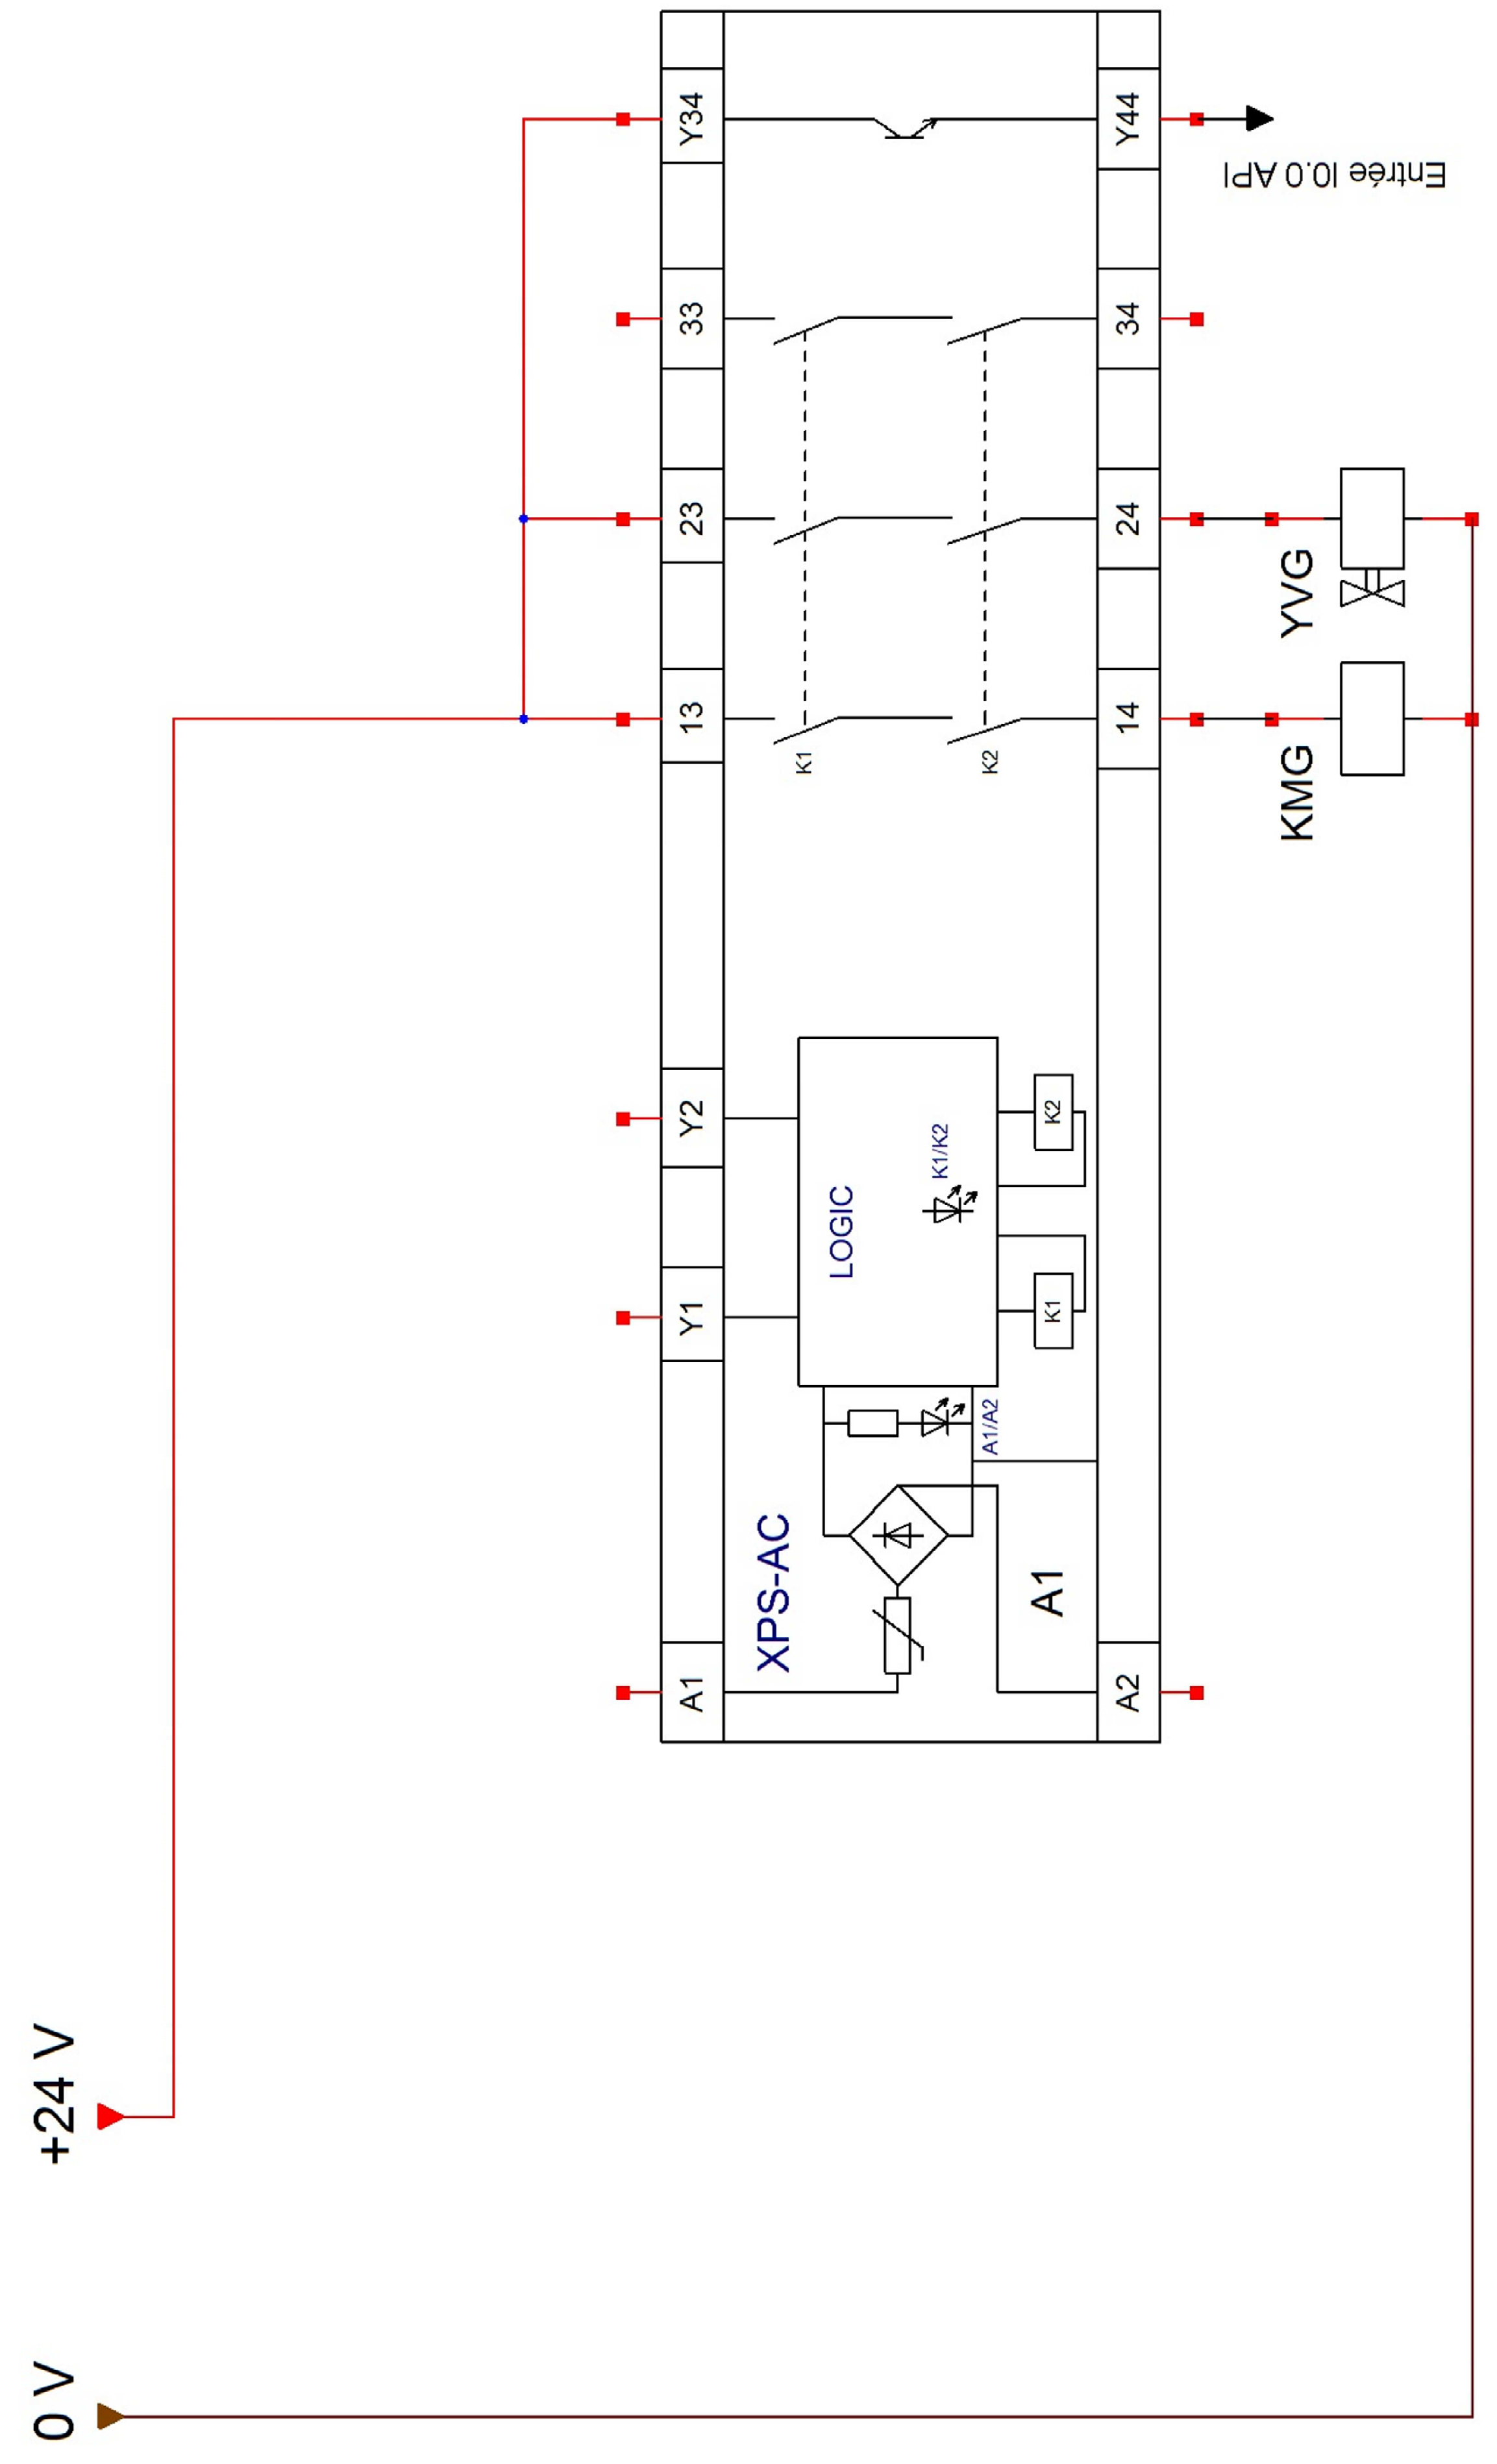 0 V
+24 V
A1
Y1
Y2
13
23
33
Y34
XPS-AC
LOGIC
K1/K2
A1/A2
K1
K2
K1
K2
A1
A2
14
24
34
Y44
KMG
YVG
Entrée I0.0 API